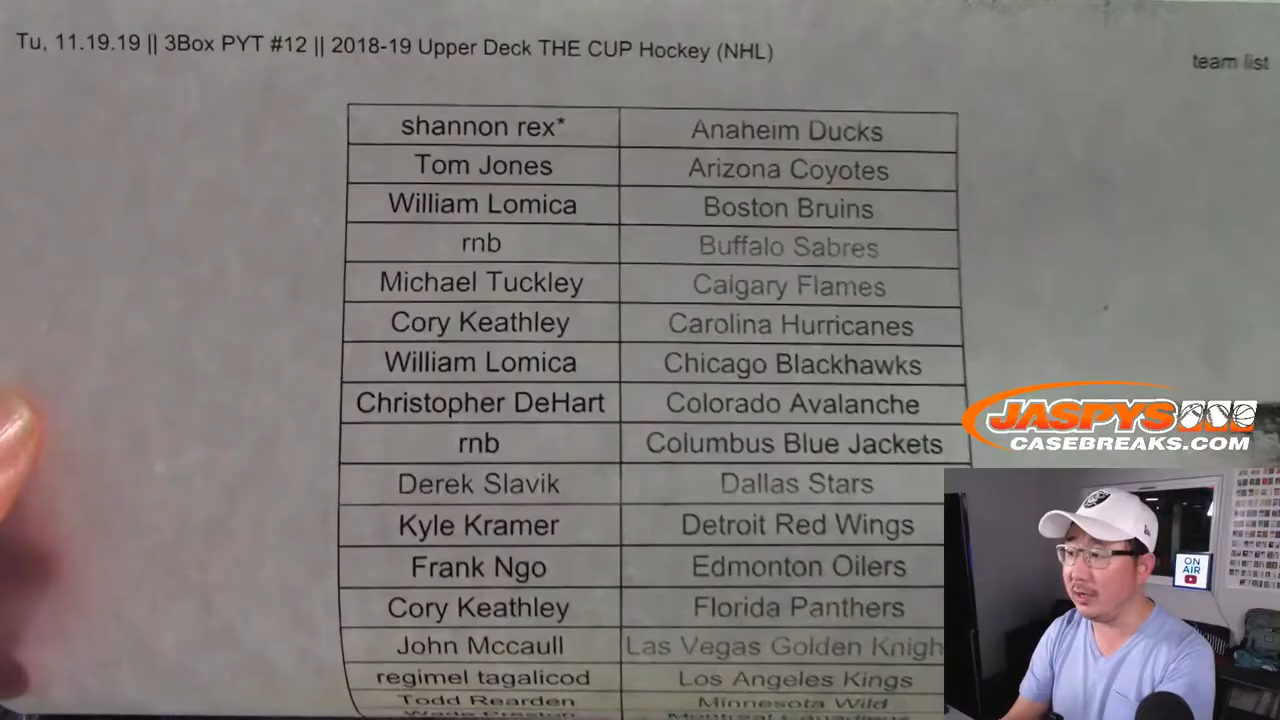 Tu, 11.19.19 || 3Box PYT #12 || 2018-19 Upper Deck THE CUP Hockey (NHL)
team list
shannon rex* Anaheim Ducks
Tom Jones Arizona Coyotes
William Lomica Boston Bruins
rnb Buffalo Sabres
Michael Tuckley Calgary Flames
Cory Keathley Carolina Hurricanes
William Lomica Chicago Blackhawks
Christopher DeHart Colorado Avalanche
rnb Columbus Blue Jackets
Derek Slavik Dallas Stars
Kyle Kramer Detroit Red Wings
Frank Ngo Edmonton Oilers
Cory Keathley Florida Panthers
John Mccaull Las Vegas Golden Knigh
regimel tagalicod Los Angeles Kings
Todd Rearden Minnesota Wild
JASPYS
CASEBREAKS.COM
ON
AIR